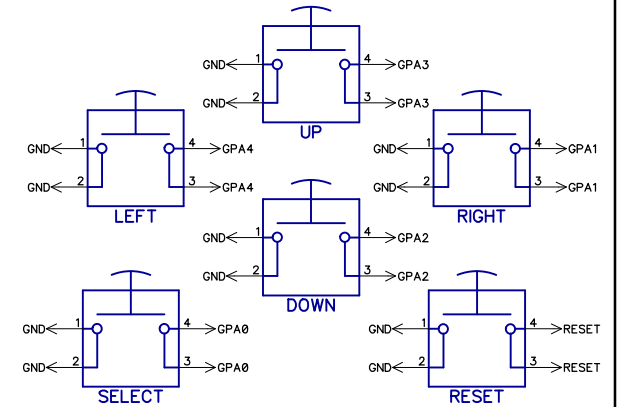 GND 1 4 GPA3
GND 2 3 GPA3
UP
GND 1 4 GPA4
GND 2 3 GPA4
LEFT
GND 1 4 GPA1
GND 2 3 GPA1
RIGHT
GND 1 4 GPA2
GND 2 3 GPA2
DOWN
GND 1 4 GPA0
GND 2 3 GPA0
SELECT
GND 1 4 RESET
GND 2 3 RESET
RESET